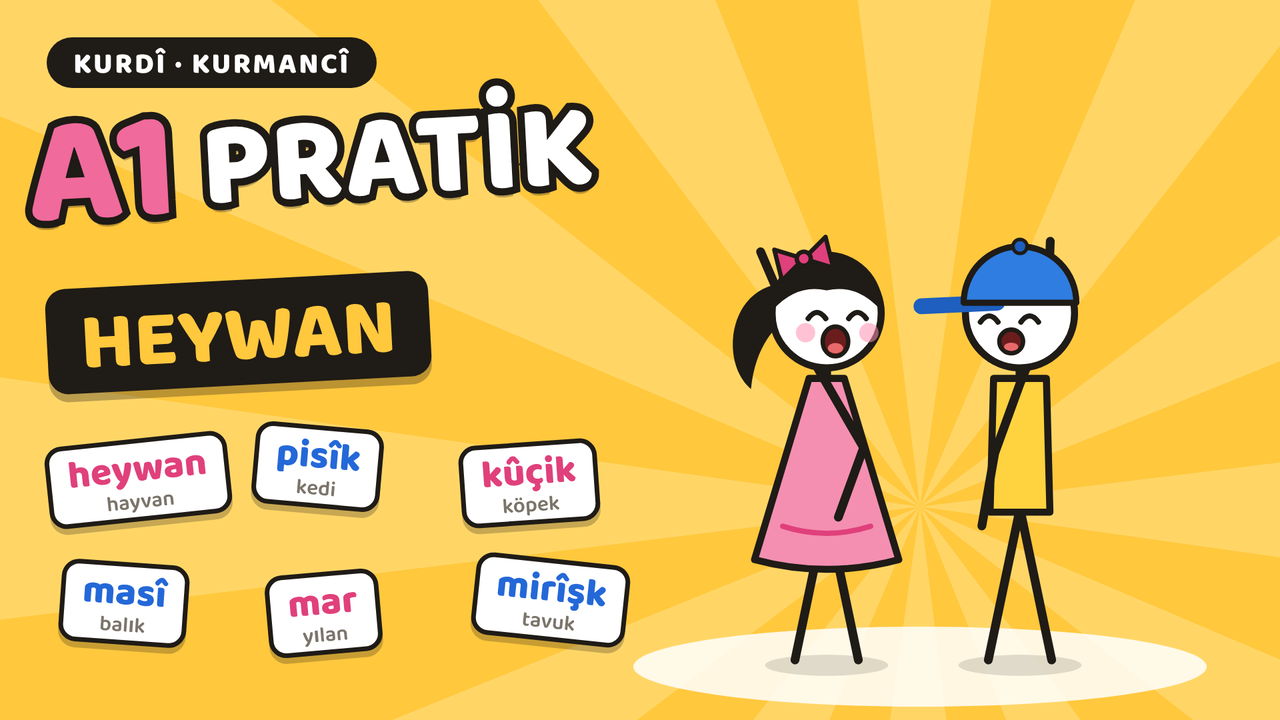 KURDÎ · KURMANCÎ
A1 PRATİK
HEYWAN
heywan
hayvan
pisîk
kedi
kûçik
köpek
masî
balık
mar
yılan
mirîşk
tavuk